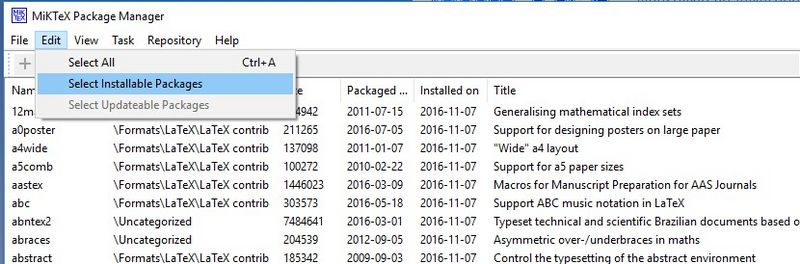 MiKTeX Package Manager
File Edit View Task Repository Help
Select All Ctrl+A
Select Installable Packages
Select Updateable Packages
Packaged ... Installed on Title
2011-07-15 2016-11-07 Generalising mathematical index sets
a0poster \Formats\LaTeX\LaTeX contrib 211265 2016-07-05 2016-11-07 Support for designing posters on large paper
a4wide \Formats\LaTeX\LaTeX contrib 137098 2011-01-07 2016-11-07 "Wide" a4 layout
a5comb \Formats\LaTeX\LaTeX contrib 100272 2010-02-22 2016-11-07 Support for a5 paper sizes
aastex \Formats\LaTeX\LaTeX contrib 1446023 2016-03-09 2016-11-07 Macros for Manuscript Preparation for AAS Journals
abc \Formats\LaTeX\LaTeX contrib 303573 2016-05-18 2016-11-07 Support ABC music notation in LaTeX
abntex2 \Uncategorized 7484641 2016-03-01 2016-11-07 Typeset technical and scientific Brazilian documents based o
abraces \Uncategorized 204539 2012-09-05 2016-11-07 Asymmetric over-/underbraces in maths
abstract \Formats\LaTeX\LaTeX contrib 185342 2009-09-03 2016-11-07 Control the typesetting of the abstract environment